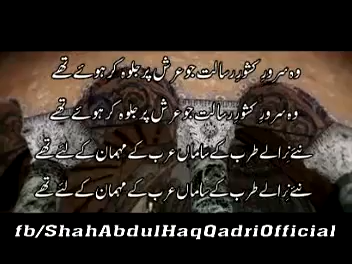 وہ سرورِ کشورِ رسالت جو عرش پر جلوہ گر ہوئے تھے
وہ سرورِ کشورِ رسالت جو عرش پر جلوہ گر ہوئے تھے
نئے نرالے طرب کے ساماں عرب کے مہمان کے لئے تھے
نئے نرالے طرب کے ساماں عرب کے مہمان کے لئے تھے
fb/ShahAbdulHaqQadriOfficial